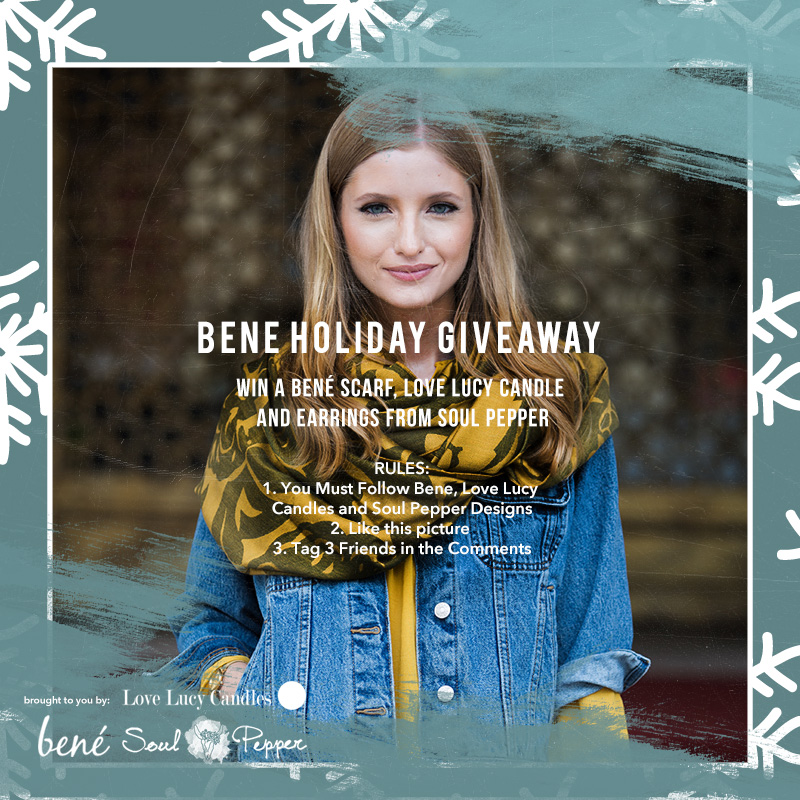 BENE HOLIDAY GIVEAWAY
WIN A BENÉ SCARF, LOVE LUCY CANDLE
AND EARRINGS FROM SOUL PEPPER
RULES:
1. You Must Follow Bene, Love Lucy
Candles and Soul Pepper Designs
2. Like this picture
3. Tag 3 Friends in the Comments
brought to you by: Love Lucy Candles
bené Soul Pepper